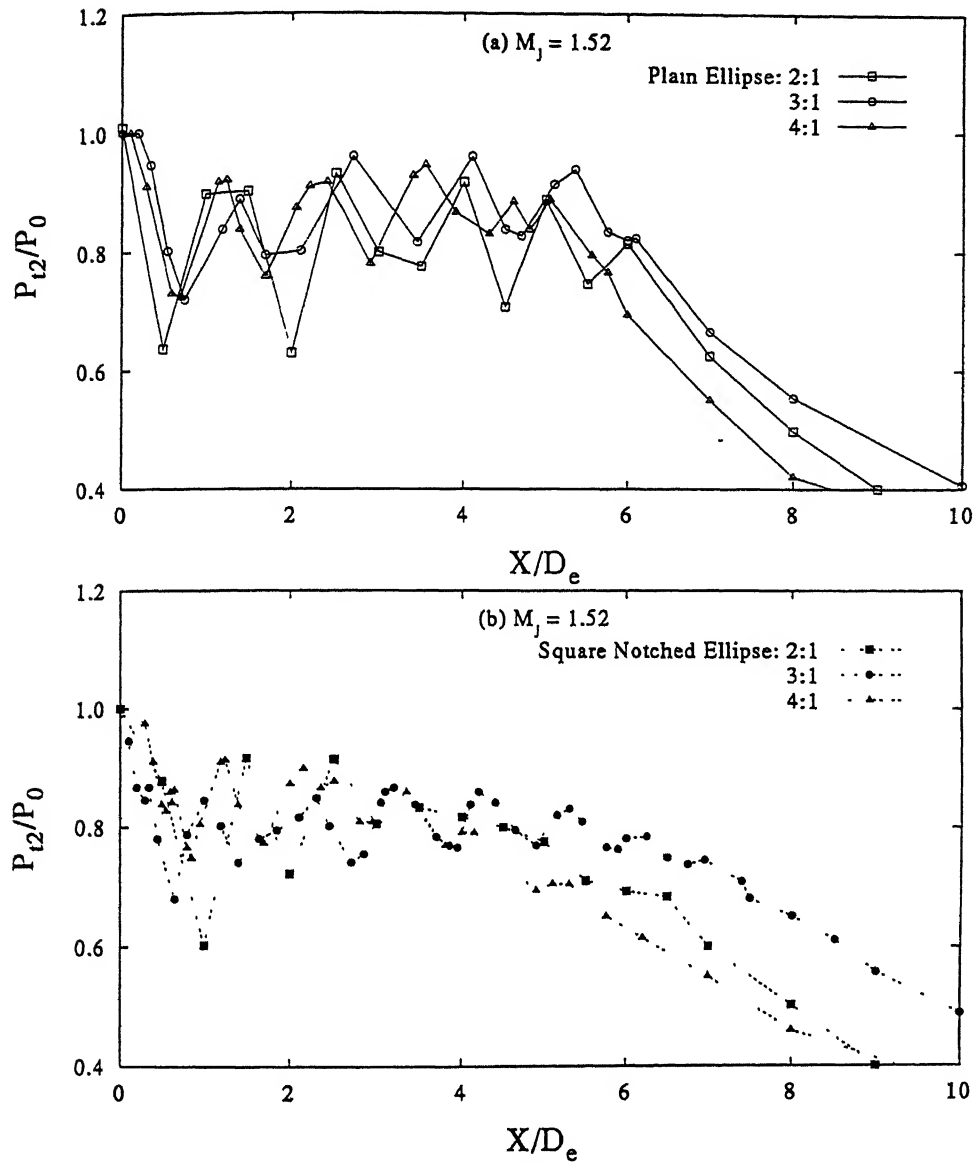 1.2
(a) M_j = 1.52
Plain Ellipse: 2:1
3:1
4:1
1.0
0.8
0.6
0.4
P_t2/P_0
0 2 4 6 8 10
X/D_e
1.2
(b) M_j = 1.52
Square Notched Ellipse: 2:1
3:1
4:1
1.0
0.8
0.6
0.4
P_t2/P_0
0 2 4 6 8 10
X/D_e